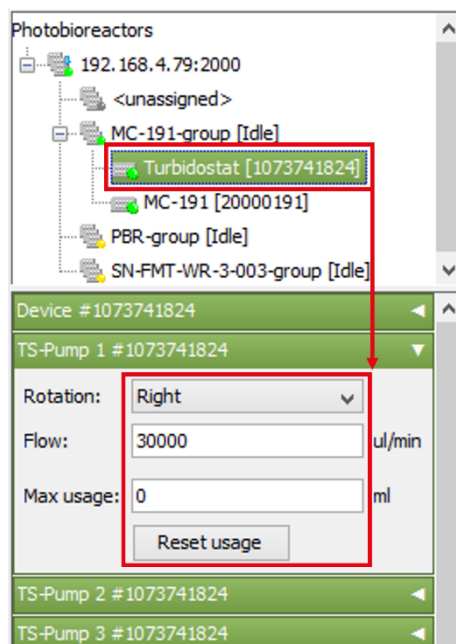 Photobioreactors
192.168.4.79:2000
<unassigned>
MC-191-group [Idle]
Turbidostat [1073741824]
MC-191 [20000191]
PBR-group [Idle]
SN-FMT-WR-3-003-group [Idle]
Device #1073741824
TS-Pump 1 #1073741824
Rotation: Right
Flow: 30000 ul/min
Max usage: 0 ml
Reset usage
TS-Pump 2 #1073741824
TS-Pump 3 #1073741824